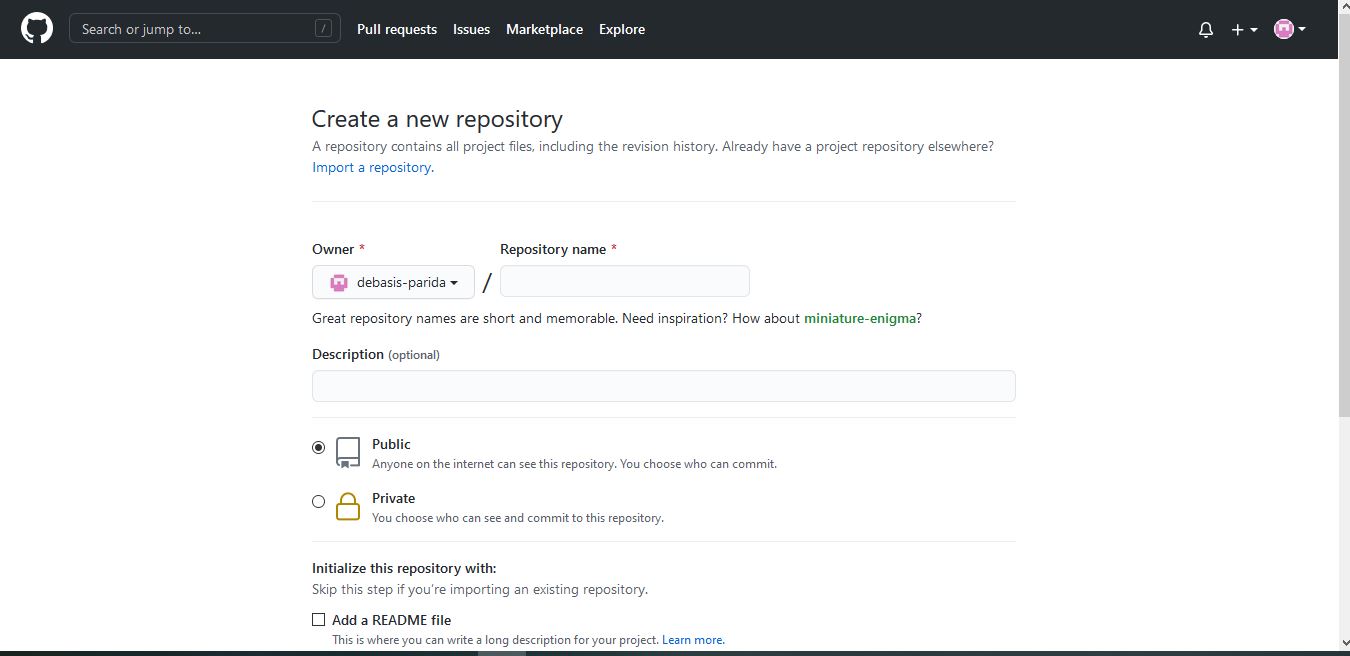 Search or jump to... /
Pull requests Issues Marketplace Explore
Create a new repository
A repository contains all project files, including the revision history. Already have a project repository elsewhere?
Import a repository.
Owner * Repository name *
debasis-parida /
Great repository names are short and memorable. Need inspiration? How about miniature-enigma?
Description (optional)
Public
Anyone on the internet can see this repository. You choose who can commit.
Private
You choose who can see and commit to this repository.
Initialize this repository with:
Skip this step if you’re importing an existing repository.
Add a README file
This is where you can write a long description for your project. Learn more.